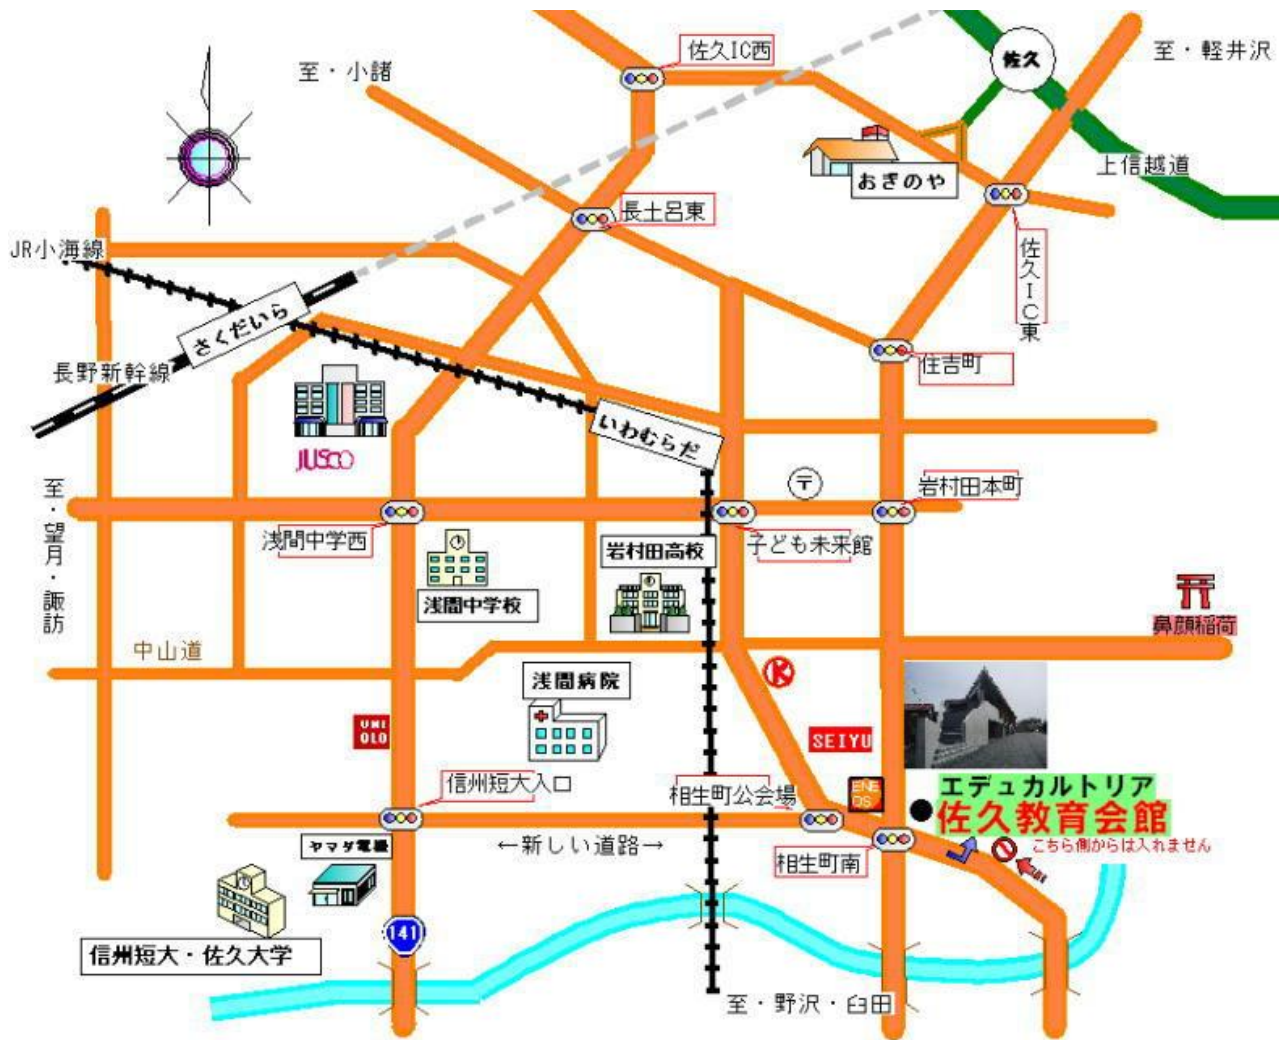 佐久IC西
佐久
至・軽井沢
至・小諸
上信越道
おぎのや
長土呂東
佐久IC東
JR小海線
さくだいら
長野新幹線
住吉町
JUSCO
いわむらだ
至・望月・諏訪
〒
岩村田本町
浅間中学西
岩村田高校
子ども未来館
浅間中学校
鼻顔稲荷
中山道
浅間病院
K
UNI
QLO
SEIYU
信州短大入口
相生町公会場
ENE
OS
エデュカルトリア
佐久教育会館
こちら側からは入れません
←新しい道路→
ヤマダ電機
相生町南
141
信州短大・佐久大学
至・野沢・臼田